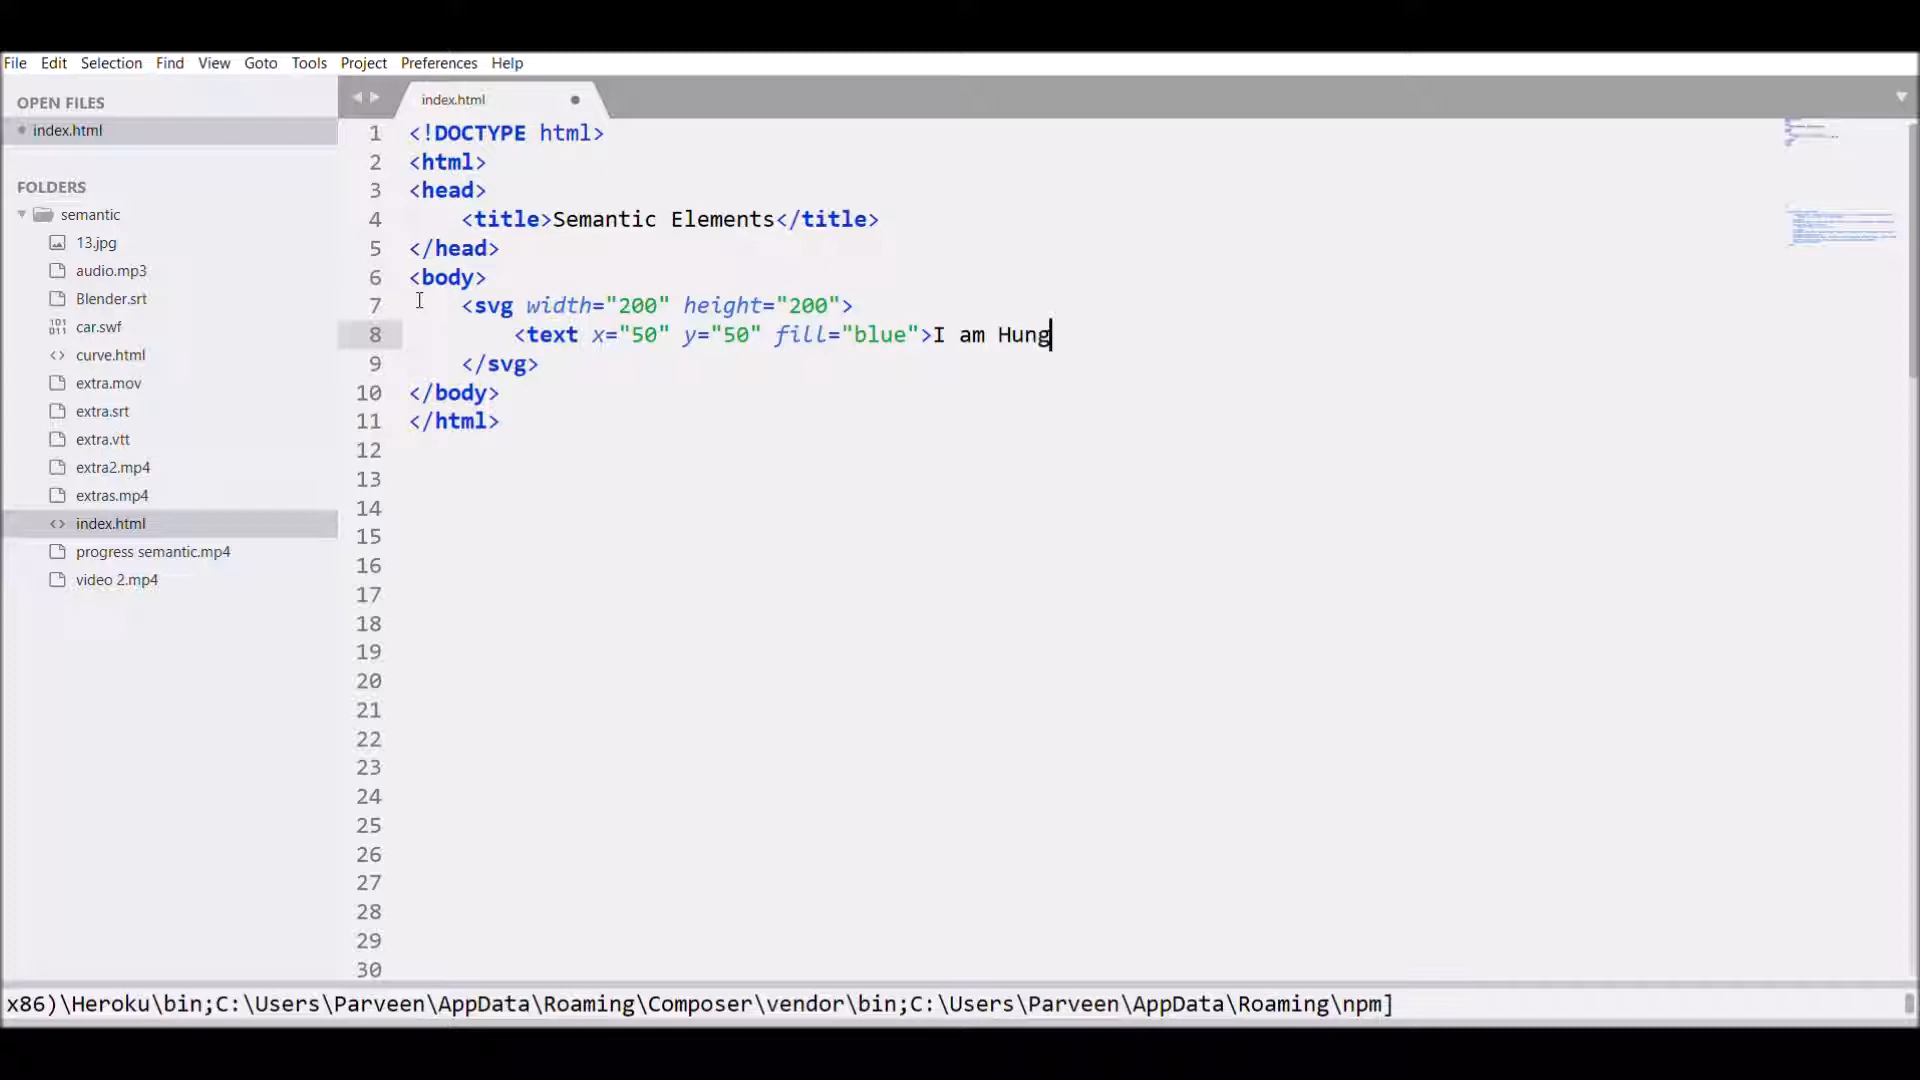 File Edit Selection Find View Goto Tools Project Preferences Help
OPEN FILES
index.html
FOLDERS
semantic
13.jpg
audio.mp3
Blender.srt
car.swf
curve.html
extra.mov
extra.srt
extra.vtt
extra2.mp4
extras.mp4
index.html
progress semantic.mp4
video 2.mp4
index.html
1 <!DOCTYPE html>
2 <html>
3 <head>
4 <title>Semantic Elements</title>
5 </head>
6 <body>
7 <svg width="200" height="200">
8 <text x="50" y="50" fill="blue">I am Hung
9 </svg>
10 </body>
11 </html>
12
13
14
15
16
17
18
19
20
21
22
23
24
25
26
27
28
29
30
x86)\Heroku\bin;C:\Users\Parveen\AppData\Roaming\Composer\vendor\bin;C:\Users\Parveen\AppData\Roaming\npm]